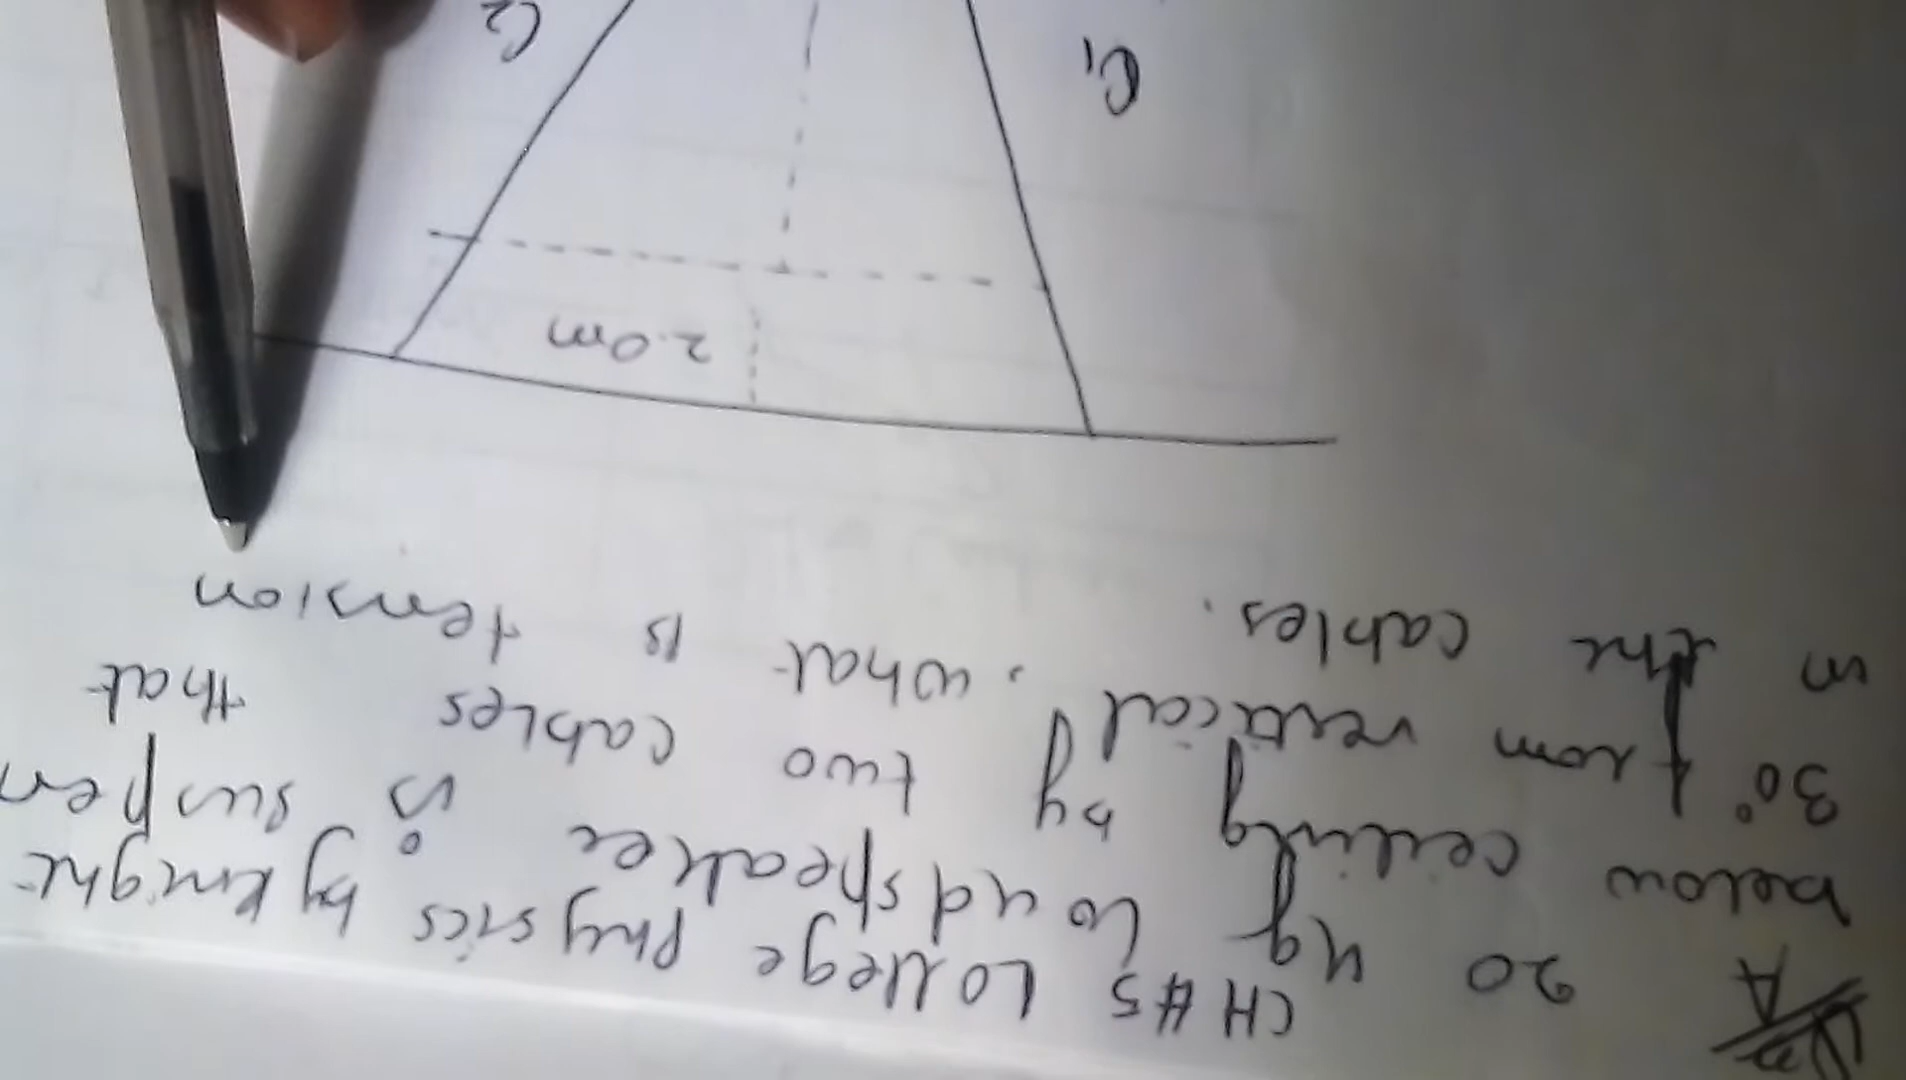 CH #5 College Physics by Knight
A 20 kg loudspeaker is suspen
below ceiling by two cables that
30° from vertical, what is tension
in the cables.
2.0m
C1 C2